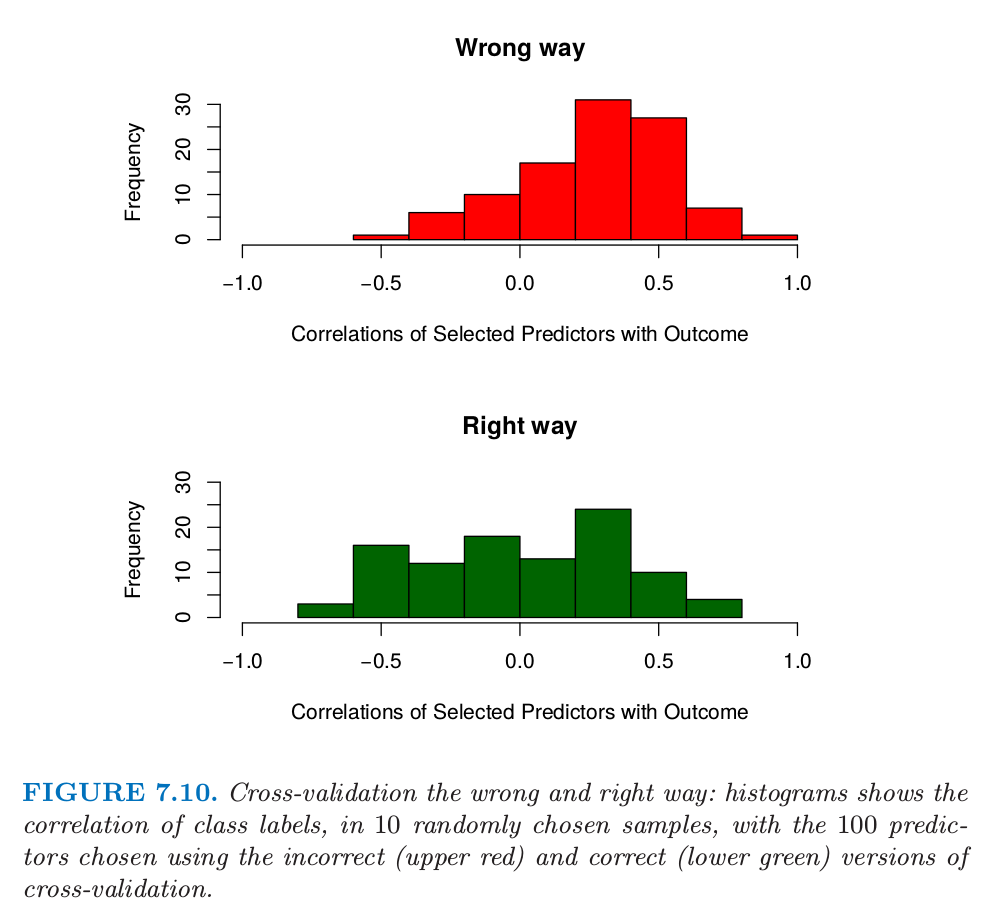 Wrong way
Frequency
30
20
10
0
−1.0 −0.5 0.0 0.5 1.0
Correlations of Selected Predictors with Outcome
Right way
Frequency
30
20
10
0
−1.0 −0.5 0.0 0.5 1.0
Correlations of Selected Predictors with Outcome
FIGURE 7.10. Cross-validation the wrong and right way: histograms shows the
correlation of class labels, in 10 randomly chosen samples, with the 100 predic-
tors chosen using the incorrect (upper red) and correct (lower green) versions of
cross-validation.